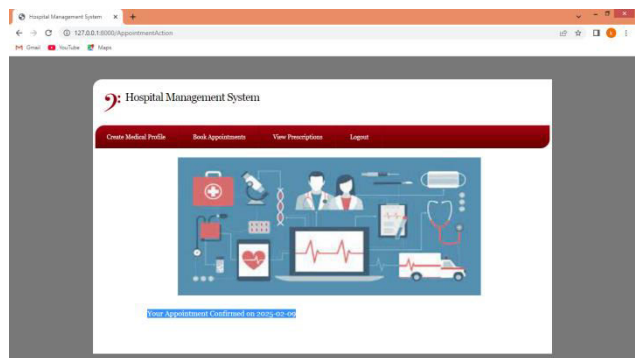 Hospital Management System
127.0.0.1:8000/AppointmentAction
Gmail YouTube Maps
Hospital Management System
Create Medical Profile Book Appointments View Prescriptions Logout
Your Appointment Confirmed on 2025-02-09